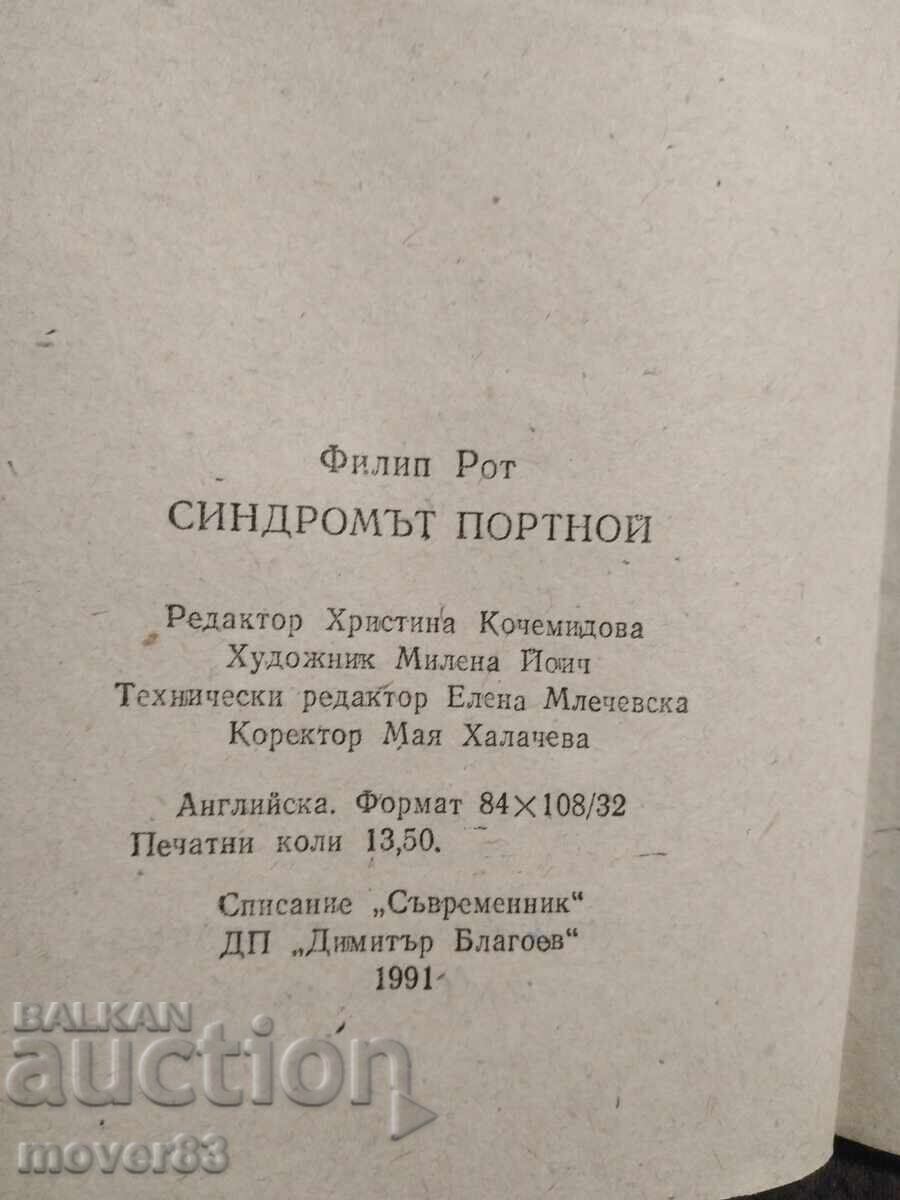 Филип Рот
СИНДРОМЪТ ПОРТНОЙ
Редактор Христина Кочемидова
Художник Милена Йоич
Технически редактор Елена Млечевска
Коректор Мая Халачева
Английска. Формат 84×108/32
Печатни коли 13,50.
Списание „Съвременник“
ДП „Димитър Благоев“
1991
BALKAN
auction
mover83